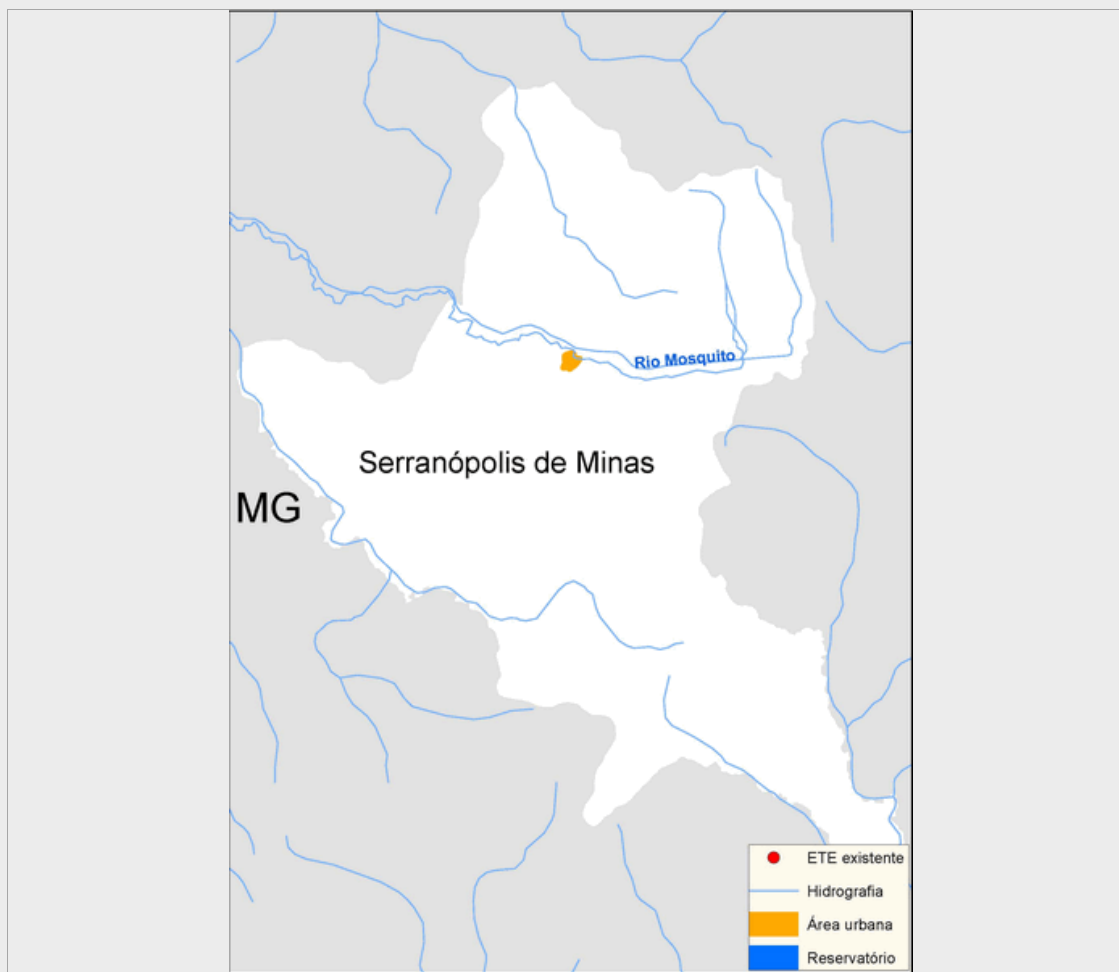 Rio Mosquito
Serranópolis de Minas
MG
ETE existente
Hidrografia
Área urbana
Reservatório